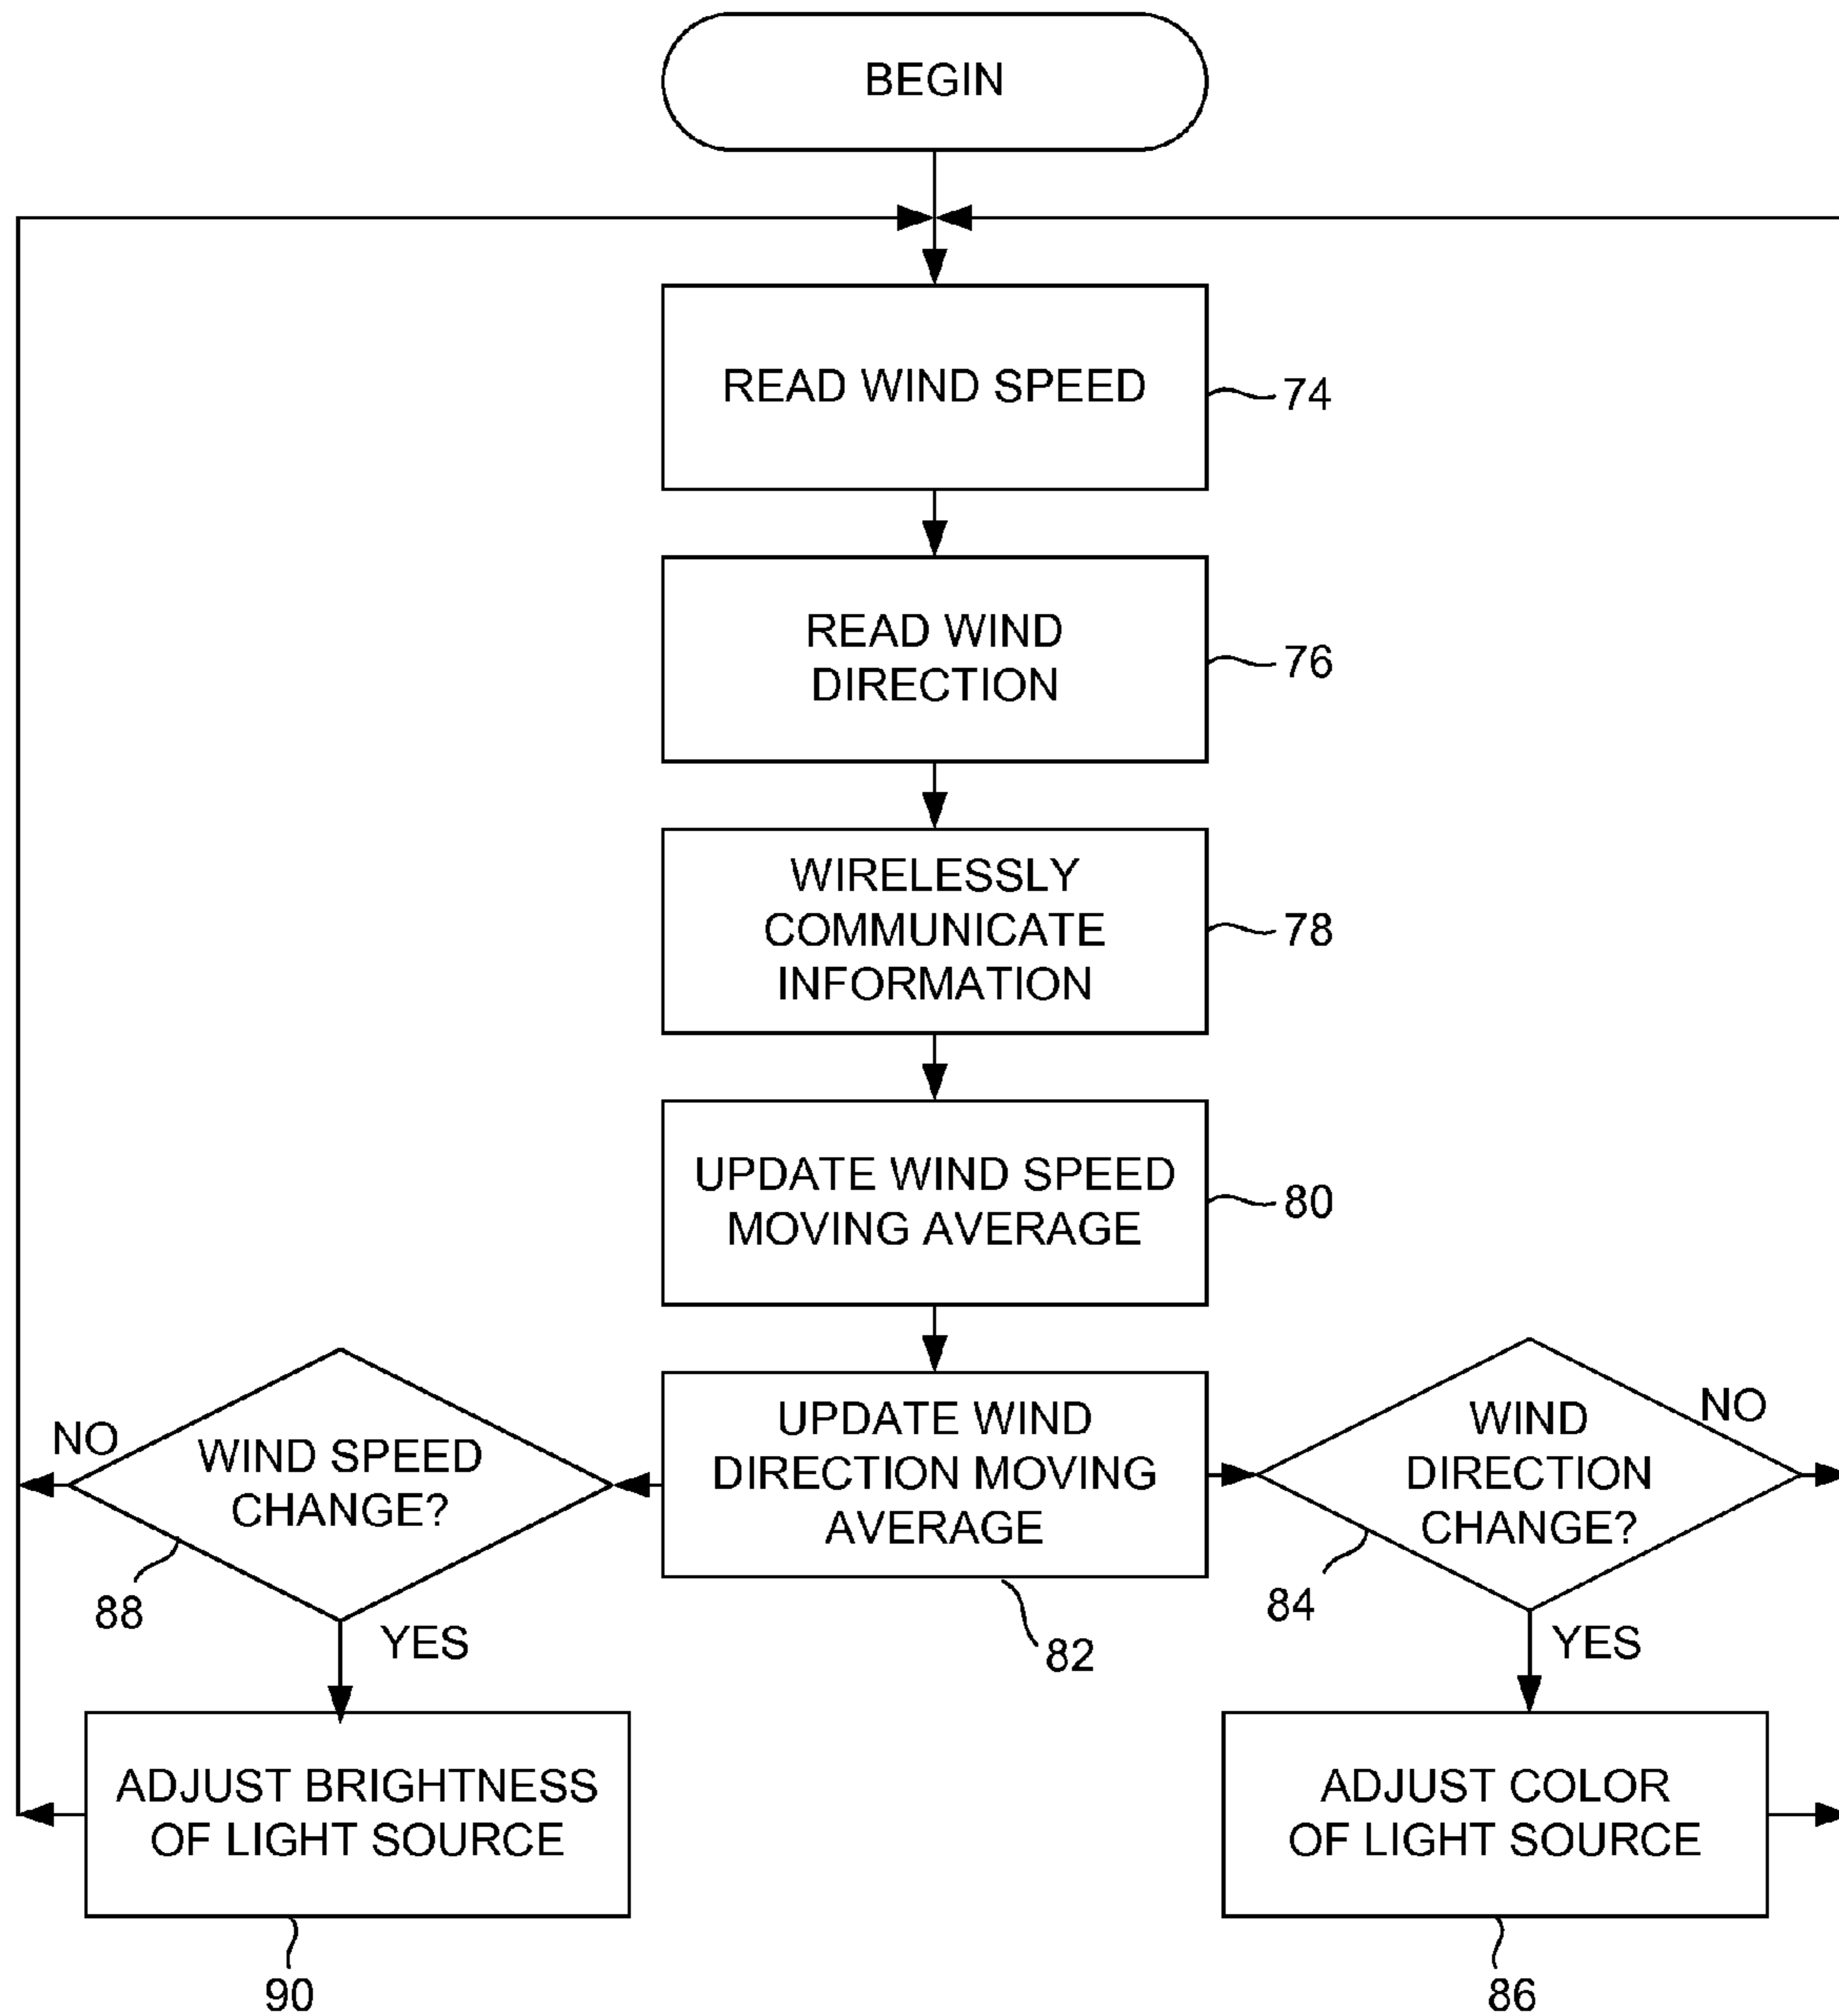 BEGIN
READ WIND SPEED
74
READ WIND
DIRECTION
76
WIRELESSLY
COMMUNICATE
INFORMATION
78
UPDATE WIND SPEED
MOVING AVERAGE
80
NO
WIND SPEED
CHANGE?
88
YES
UPDATE WIND
DIRECTION MOVING
AVERAGE
82
WIND
DIRECTION
CHANGE?
NO
84
YES
ADJUST BRIGHTNESS
OF LIGHT SOURCE
90
ADJUST COLOR
OF LIGHT SOURCE
86